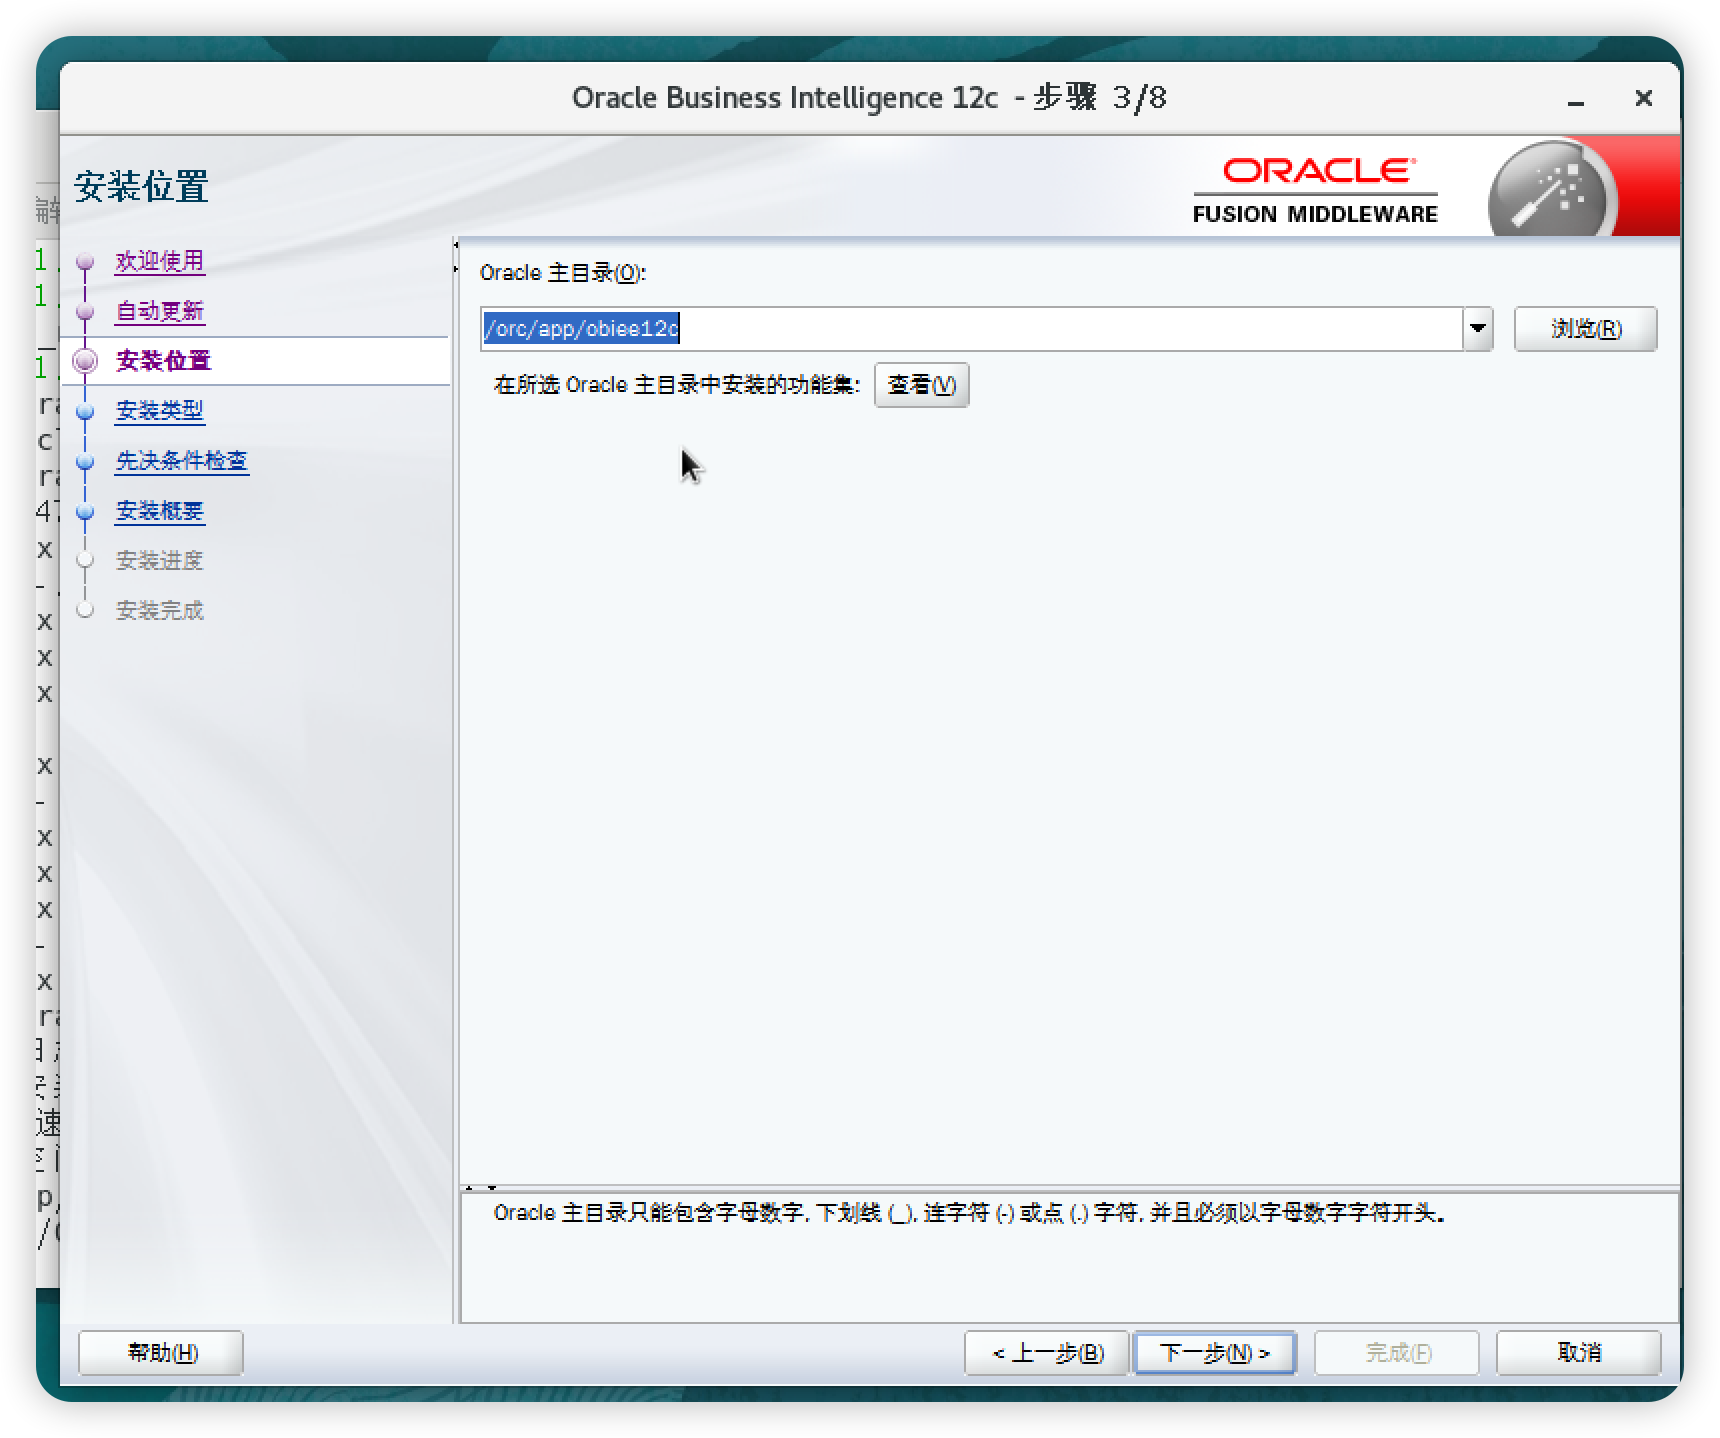 Oracle Business Intelligence 12c - 步骤 3/8
安装位置
ORACLE
FUSION MIDDLEWARE
欢迎使用
自动更新
安装位置
安装类型
先决条件检查
安装概要
安装进度
安装完成
Oracle 主目录(O):
/orc/app/obiee12c
浏览(R)
在所选 Oracle 主目录中安装的功能集:
查看(V)
Oracle 主目录只能包含字母数字, 下划线 (_), 连字符 (-) 或点 (.) 字符, 并且必须以字母数字字符开头。
帮助(H)
< 上一步(B)
下一步(N) >
完成(F)
取消